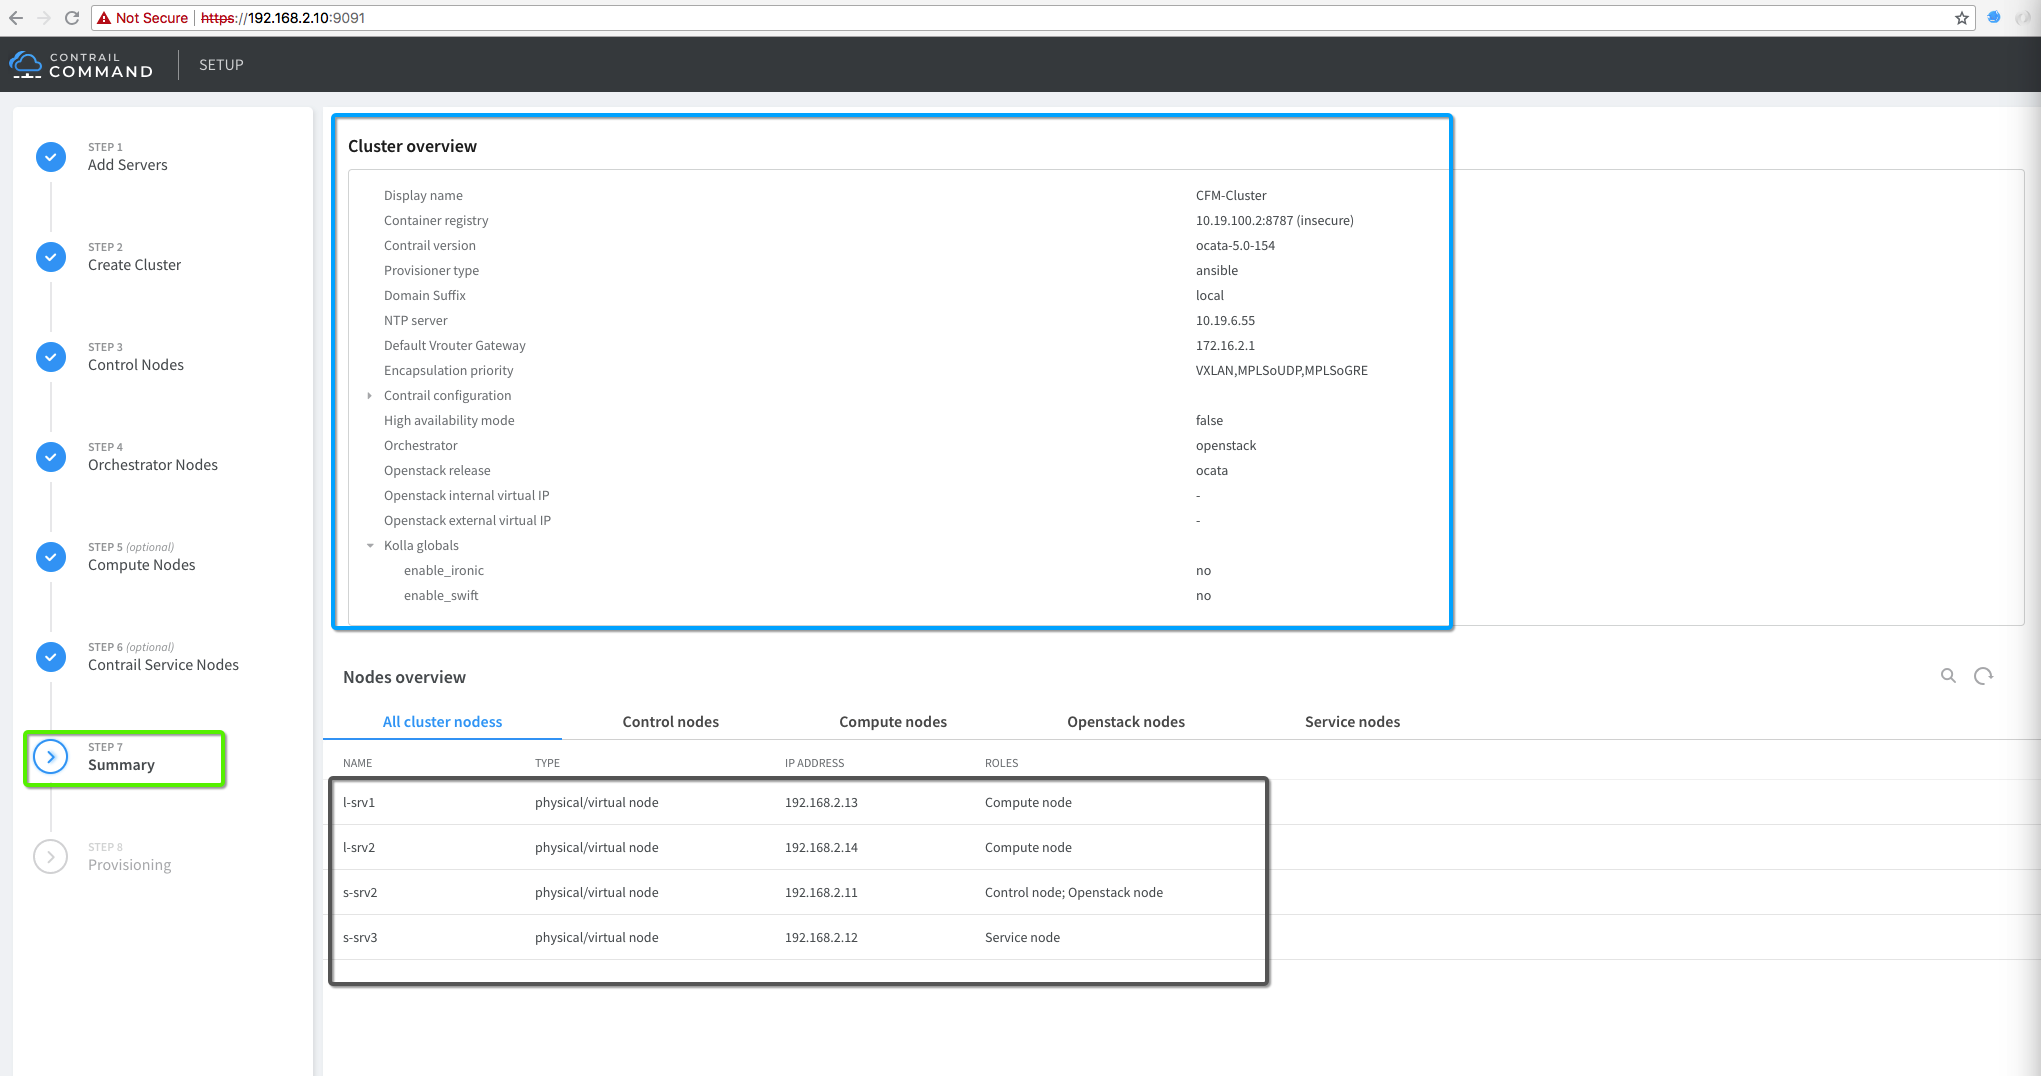 Not Secure https://192.168.2.10:9091
CONTRAIL
COMMAND
SETUP
STEP 1
Add Servers
STEP 2
Create Cluster
STEP 3
Control Nodes
STEP 4
Orchestrator Nodes
STEP 5 (optional)
Compute Nodes
STEP 6 (optional)
Contrail Service Nodes
STEP 7
Summary
STEP 8
Provisioning
Cluster overview
Display name CFM-Cluster
Container registry 10.19.100.2:8787 (insecure)
Contrail version ocata-5.0-154
Provisioner type ansible
Domain Suffix local
NTP server 10.19.6.55
Default Vrouter Gateway 172.16.2.1
Encapsulation priority VXLAN,MPLSoUDP,MPLSoGRE
Contrail configuration
High availability mode false
Orchestrator openstack
Openstack release ocata
Openstack internal virtual IP -
Openstack external virtual IP -
Kolla globals
enable_ironic no
enable_swift no
Nodes overview
All cluster nodess Control nodes Compute nodes Openstack nodes Service nodes
NAME TYPE IP ADDRESS ROLES
l-srv1 physical/virtual node 192.168.2.13 Compute node
l-srv2 physical/virtual node 192.168.2.14 Compute node
s-srv2 physical/virtual node 192.168.2.11 Control node; Openstack node
s-srv3 physical/virtual node 192.168.2.12 Service node